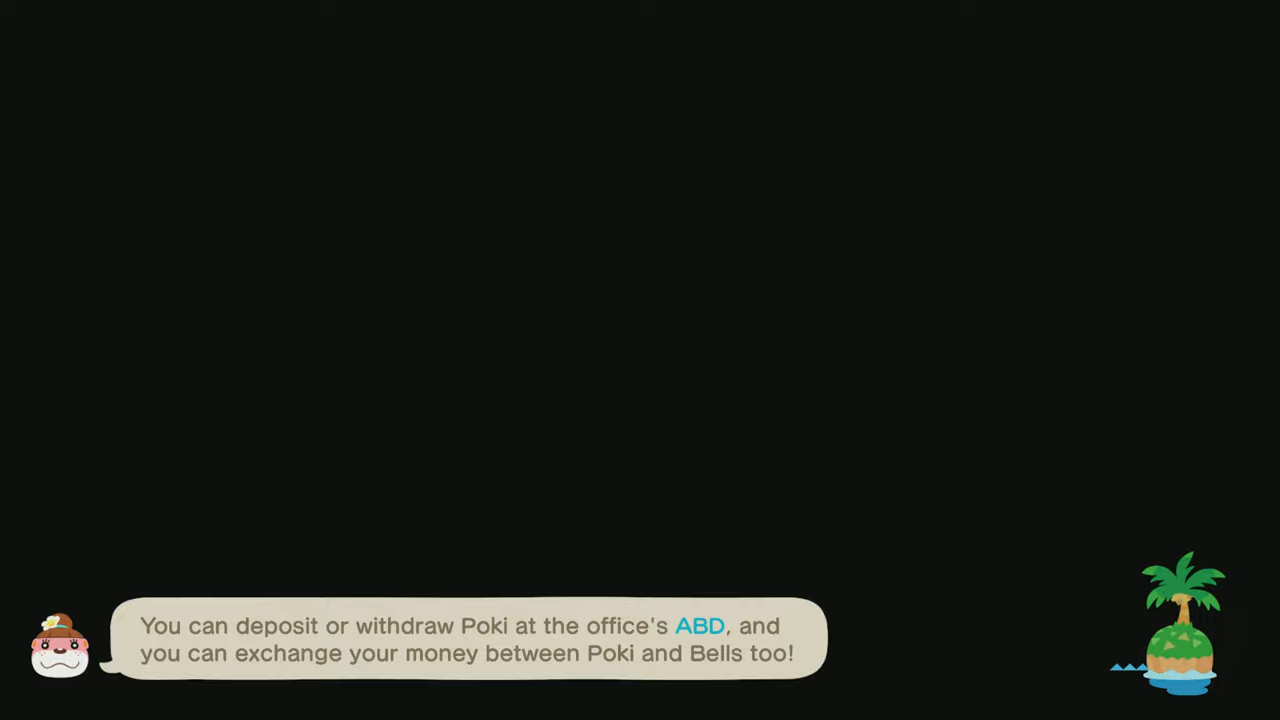 You can deposit or withdraw Poki at the office's ABD, and
you can exchange your money between Poki and Bells too!